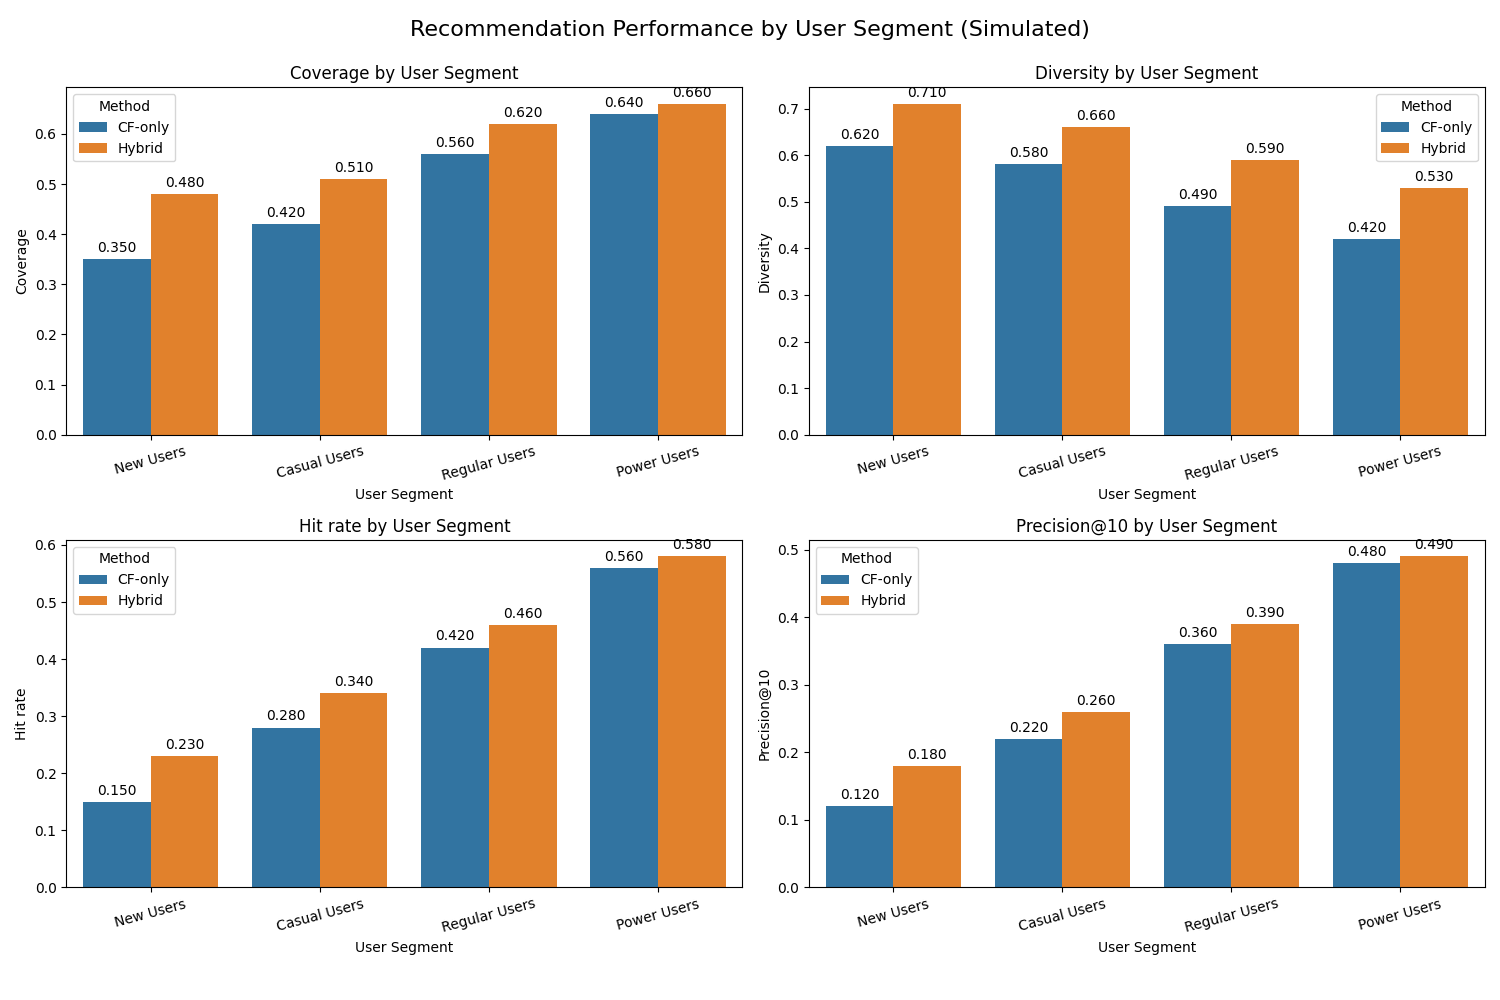 Recommendation Performance by User Segment (Simulated)
Coverage by User Segment
Method
CF-only
Hybrid
Coverage
0.6
0.5
0.4
0.3
0.2
0.1
0.0
0.350
0.480
0.420
0.510
0.560
0.620
0.640
0.660
New Users
Casual Users
Regular Users
Power Users
User Segment
Diversity by User Segment
Method
CF-only
Hybrid
Diversity
0.7
0.6
0.5
0.4
0.3
0.2
0.1
0.0
0.620
0.710
0.580
0.660
0.490
0.590
0.420
0.530
New Users
Casual Users
Regular Users
Power Users
User Segment
Hit rate by User Segment
Method
CF-only
Hybrid
Hit rate
0.6
0.5
0.4
0.3
0.2
0.1
0.0
0.150
0.230
0.280
0.340
0.420
0.460
0.560
0.580
New Users
Casual Users
Regular Users
Power Users
User Segment
Precision@10 by User Segment
Method
CF-only
Hybrid
Precision@10
0.5
0.4
0.3
0.2
0.1
0.0
0.120
0.180
0.220
0.260
0.360
0.390
0.480
0.490
New Users
Casual Users
Regular Users
Power Users
User Segment